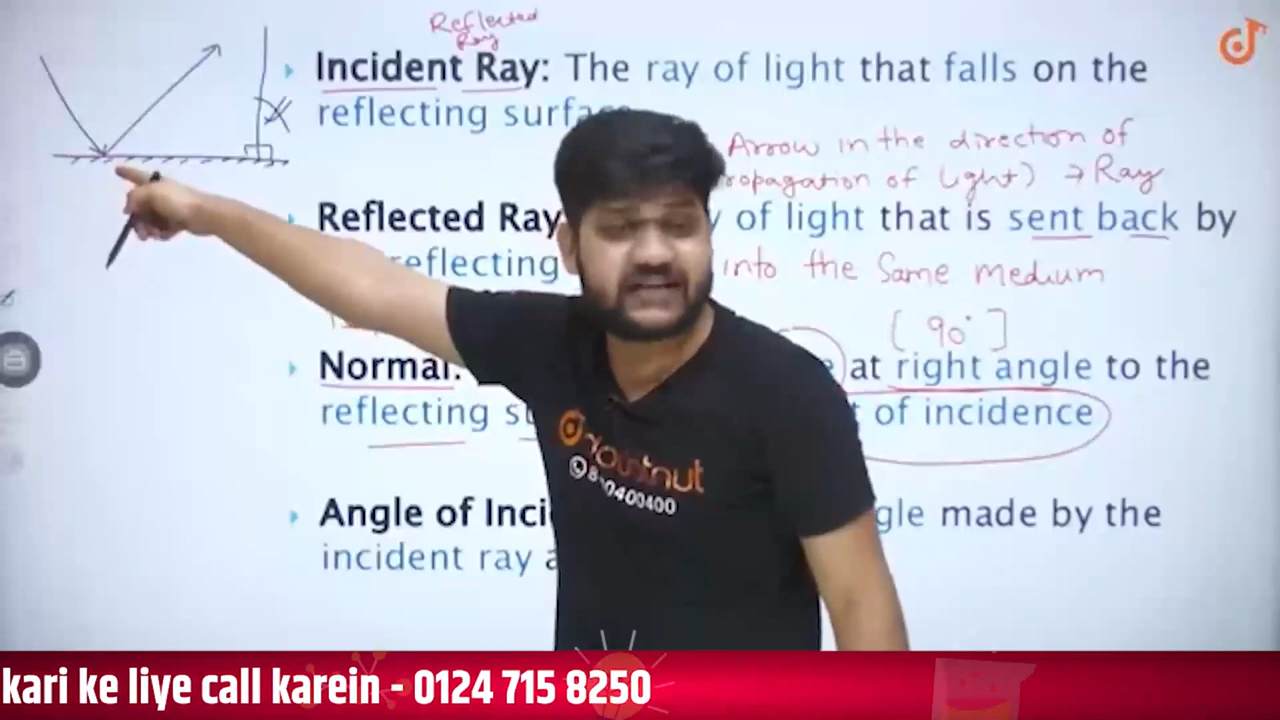 Reflected
Ray
Incident Ray: The ray of light that falls on the
reflecting surfa
Arrow in the direction of
ropagation of light) → Ray
Reflected Ray y of light that is sent back by
reflecting into the Same medium
[90°]
Normal: at right angle to the
reflecting su t of incidence
Angle of Inci gle made by the
incident ray a
doubtnut
8400400400
kari ke liye call karein - 0124 715 8250